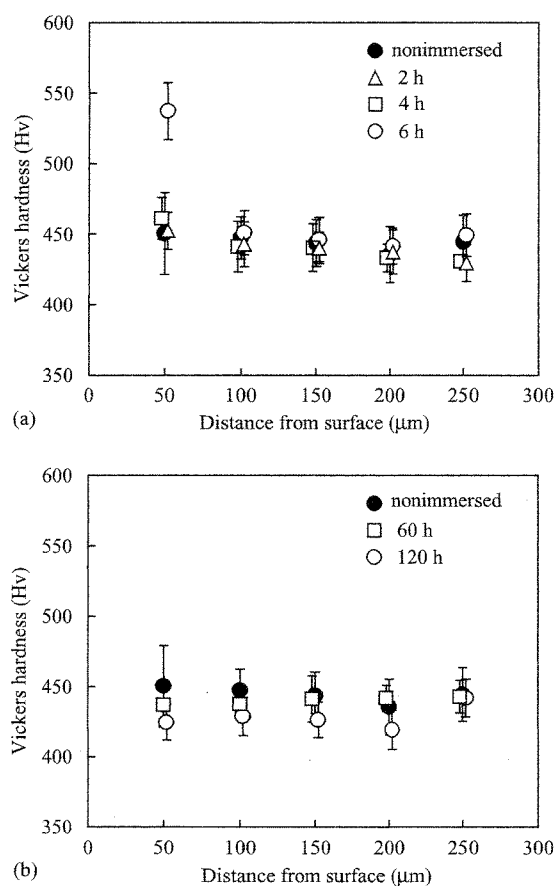 600
550
500
450
400
350
Vickers hardness (Hv)
nonimmersed
2 h
4 h
6 h
0 50 100 150 200 250 300
(a)
Distance from surface (μm)
600
550
500
450
400
350
Vickers hardness (Hv)
nonimmersed
60 h
120 h
0 50 100 150 200 250 300
(b)
Distance from surface (μm)